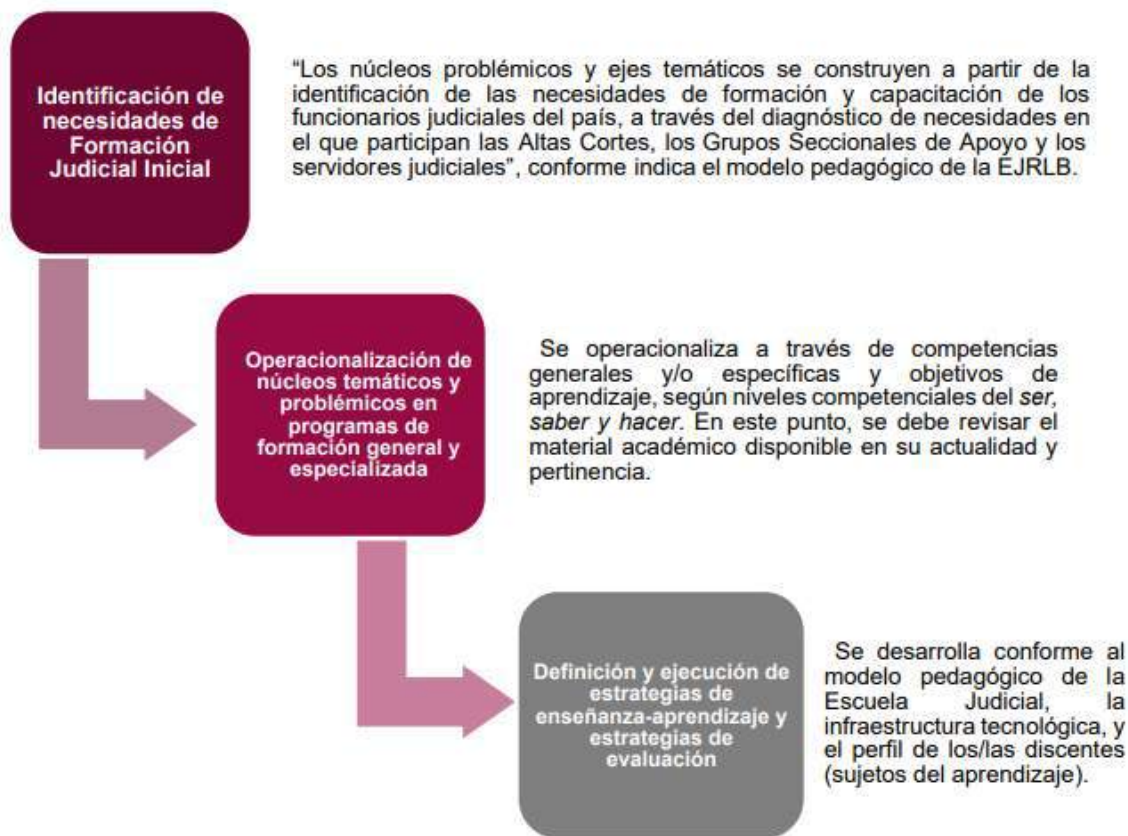 Identificación de
necesidades de
Formación
Judicial Inicial
“Los núcleos problémicos y ejes temáticos se construyen a partir de la
identificación de las necesidades de formación y capacitación de los
funcionarios judiciales del país, a través del diagnóstico de necesidades en
el que participan las Altas Cortes, los Grupos Seccionales de Apoyo y los
servidores judiciales”, conforme indica el modelo pedagógico de la EJRLB.
Operacionalización de
núcleos temáticos y
problémicos en
programas de
formación general y
especializada
Se operacionaliza a través de competencias
generales y/o específicas y objetivos de
aprendizaje, según niveles competenciales del ser,
saber y hacer. En este punto, se debe revisar el
material académico disponible en su actualidad y
pertinencia.
Definición y ejecución de
estrategias de
enseñanza-aprendizaje y
estrategias de
evaluación
Se desarrolla conforme al
modelo pedagógico de la
Escuela Judicial, la
infraestructura tecnológica, y
el perfil de los/las discentes
(sujetos del aprendizaje).